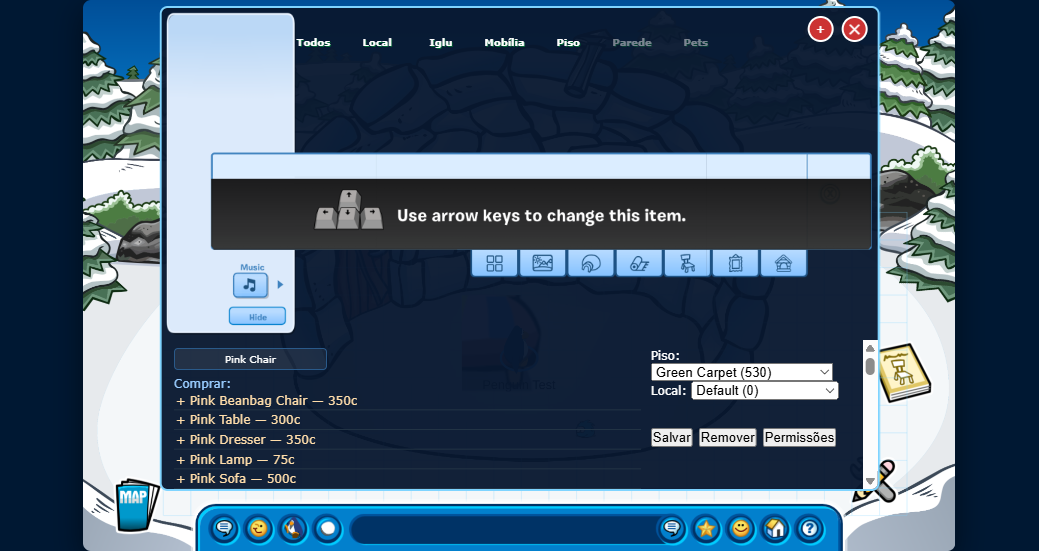 Todos Local Iglu Mobília Piso Parede Pets
+
Use arrow keys to change this item.
Music
Hide
Pink Chair
Comprar:
+ Pink Beanbag Chair — 350c
+ Pink Table — 300c
+ Pink Dresser — 350c
+ Pink Lamp — 75c
+ Pink Sofa — 500c
Piso:
Green Carpet (530)
Local: Default (0)
Salvar Remover Permissões
MAP
?